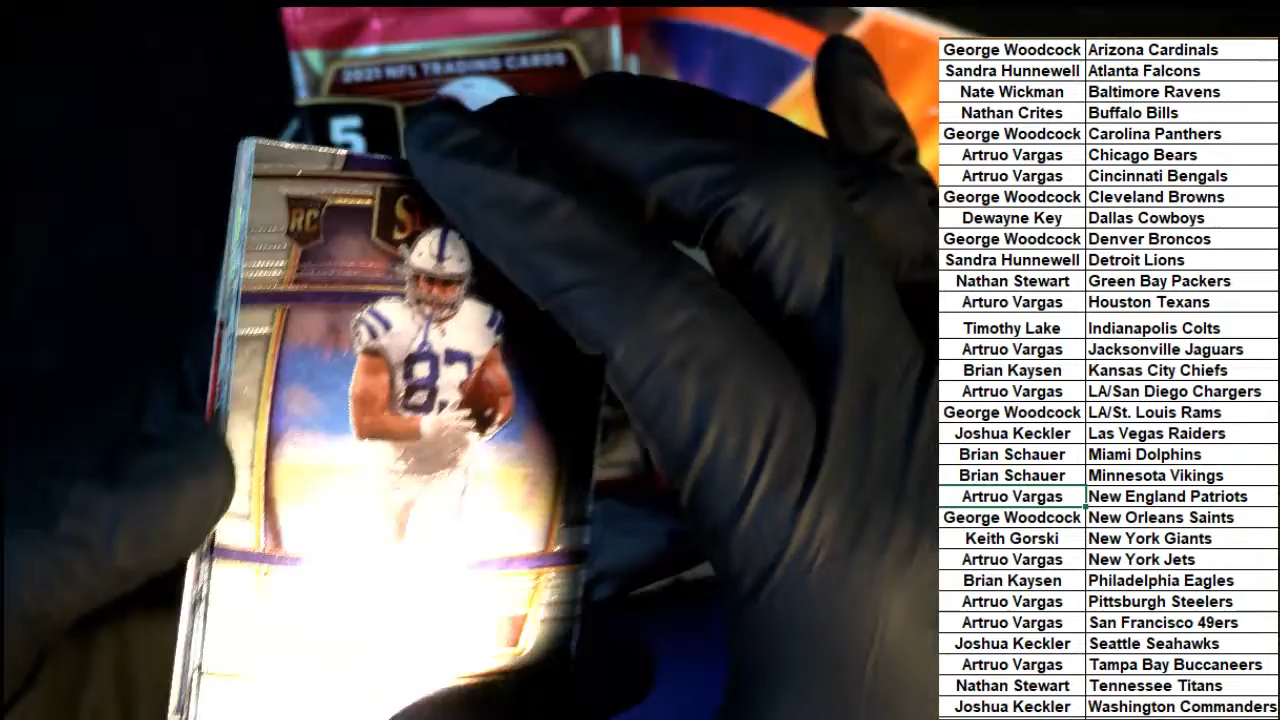 2021 NFL TRADING CARDS
5
RC
S
83
George Woodcock Arizona Cardinals
Sandra Hunnewell Atlanta Falcons
Nate Wickman Baltimore Ravens
Nathan Crites Buffalo Bills
George Woodcock Carolina Panthers
Artruo Vargas Chicago Bears
Artruo Vargas Cincinnati Bengals
George Woodcock Cleveland Browns
Dewayne Key Dallas Cowboys
George Woodcock Denver Broncos
Sandra Hunnewell Detroit Lions
Nathan Stewart Green Bay Packers
Arturo Vargas Houston Texans
Timothy Lake Indianapolis Colts
Artruo Vargas Jacksonville Jaguars
Brian Kaysen Kansas City Chiefs
Artruo Vargas LA/San Diego Chargers
George Woodcock LA/St. Louis Rams
Joshua Keckler Las Vegas Raiders
Brian Schauer Miami Dolphins
Brian Schauer Minnesota Vikings
Artruo Vargas New England Patriots
George Woodcock New Orleans Saints
Keith Gorski New York Giants
Artruo Vargas New York Jets
Brian Kaysen Philadelphia Eagles
Artruo Vargas Pittsburgh Steelers
Artruo Vargas San Francisco 49ers
Joshua Keckler Seattle Seahawks
Artruo Vargas Tampa Bay Buccaneers
Nathan Stewart Tennessee Titans
Joshua Keckler Washington Commanders